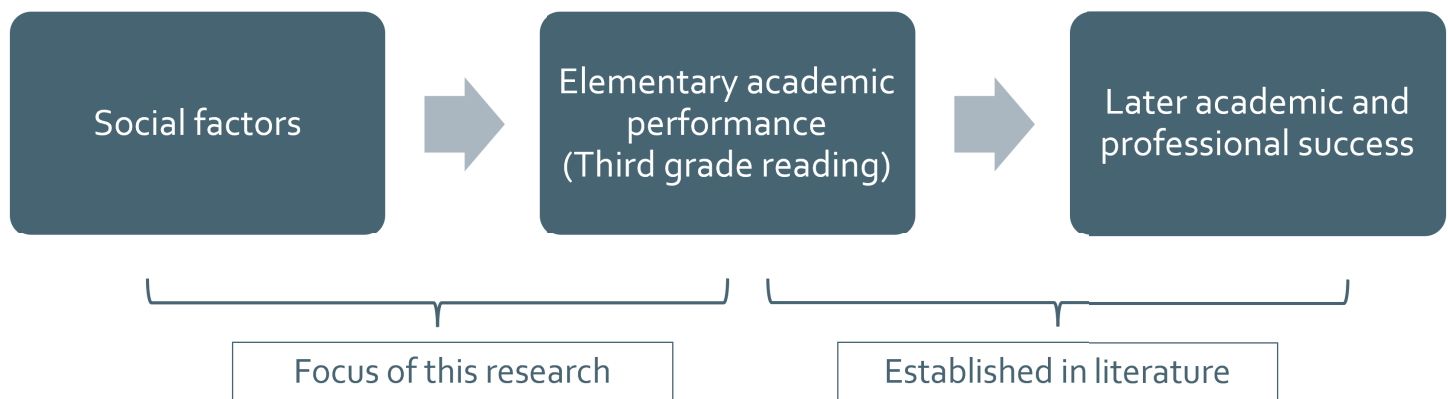 Social factors
Elementary academic
performance
(Third grade reading)
Later academic and
professional success
Focus of this research
Established in literature